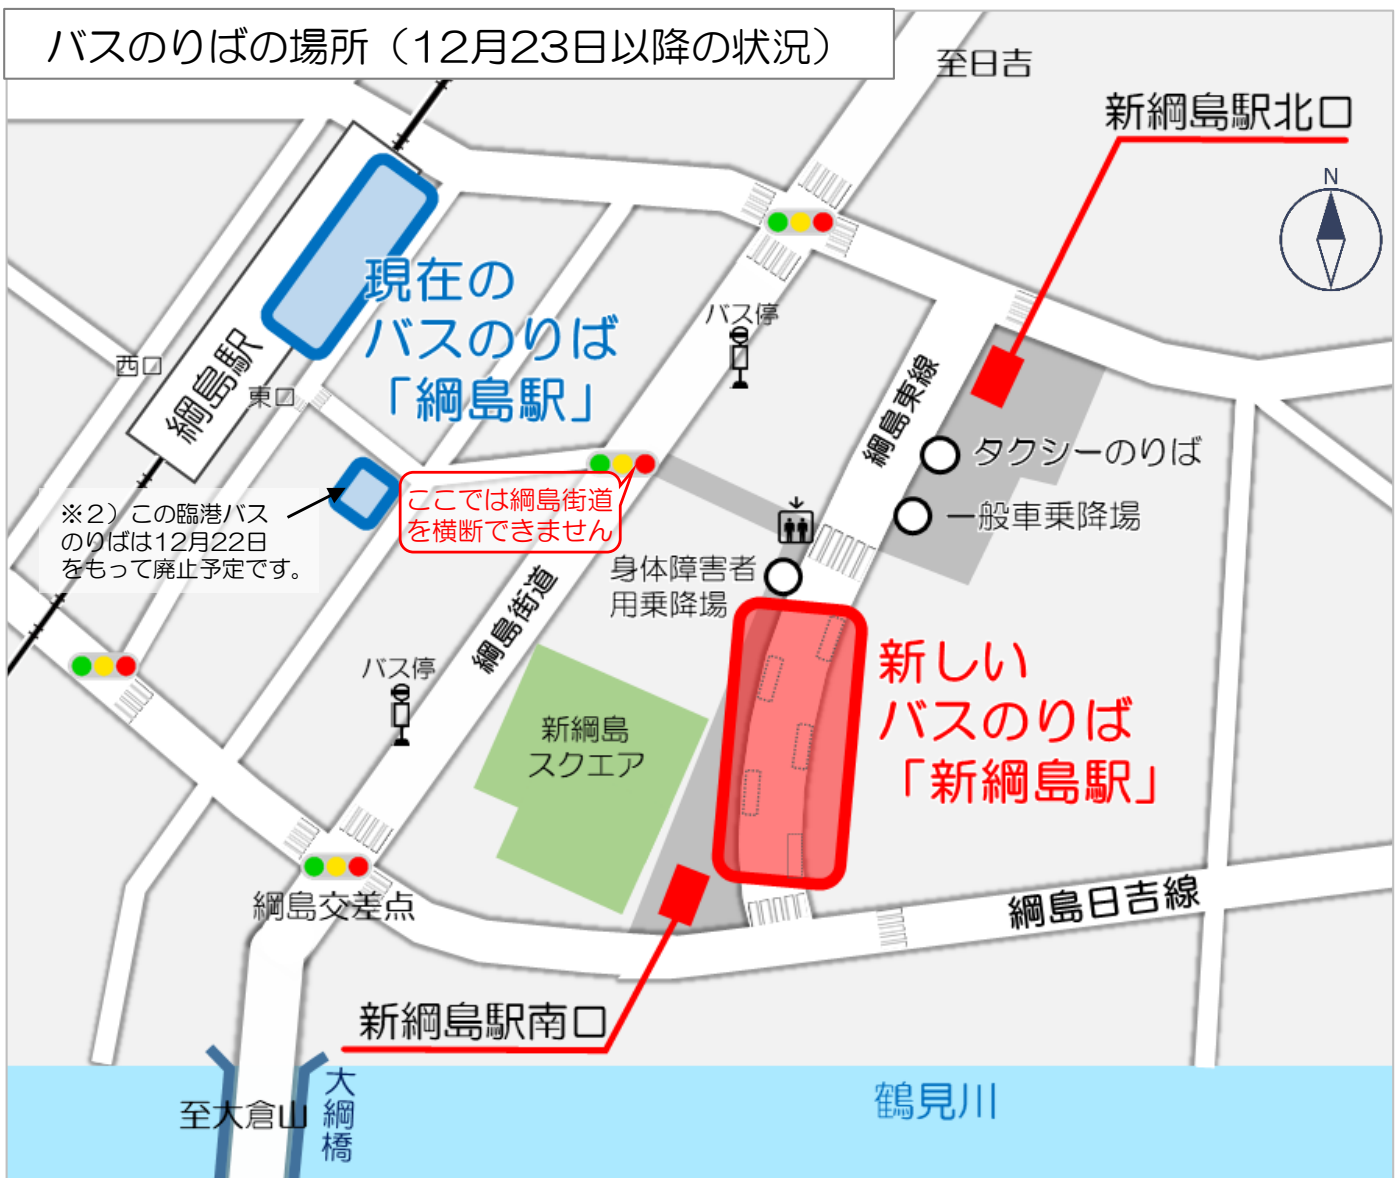 バスのりばの場所（12月23日以降の状況）
至日吉
新綱島駅北口
N
現在の
バスのりば
「綱島駅」
バス停
西口
綱島駅
東口
綱島東線
タクシーのりば
一般車乗降場
※２）この臨港バス
のりばは12月22日
をもって廃止予定です。
ここでは綱島街道
を横断できません
身体障害者
用乗降場
綱島街道
バス停
新しい
バスのりば
「新綱島駅」
新綱島
スクエア
綱島交差点
綱島日吉線
新綱島駅南口
至大倉山
大綱橋
鶴見川